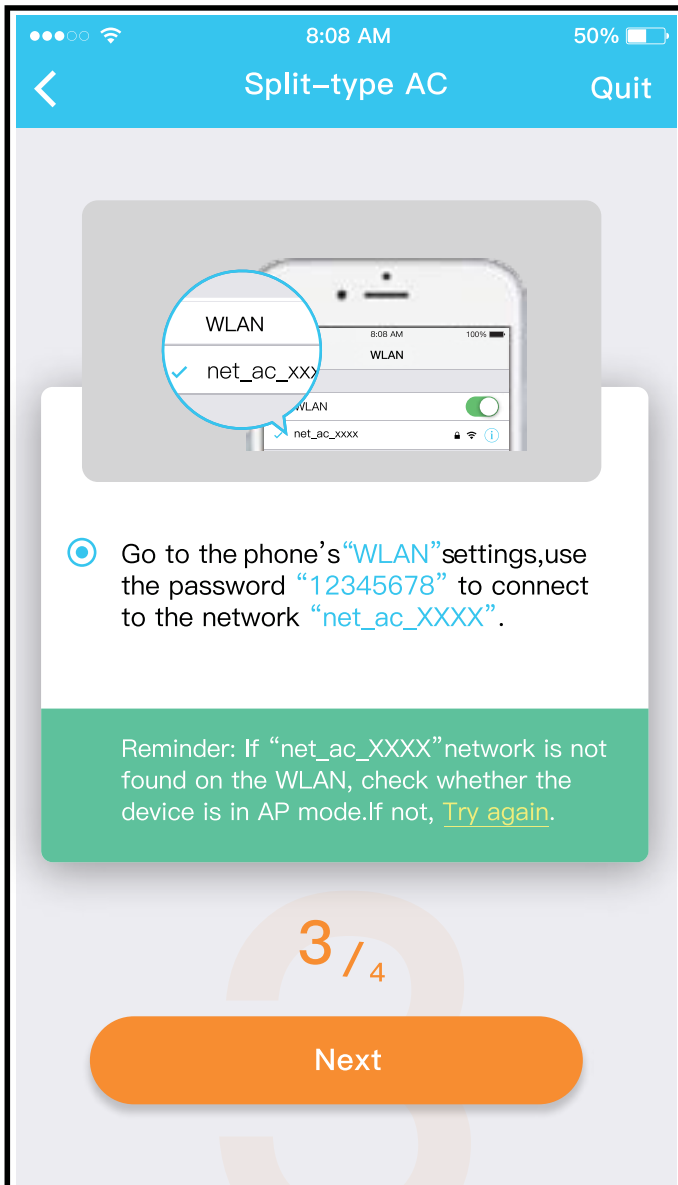 8:08 AM
50%
Split-type AC
Quit
WLAN
net_ac_xxx
8:08 AM
100%
WLAN
WLAN
net_ac_xxxx
Go to the phone’s“WLAN”settings,use
the password “12345678” to connect
to the network “net_ac_XXXX”.
Reminder: If “net_ac_XXXX”network is not
found on the WLAN, check whether the
device is in AP mode.If not, Try again.
3/4
Next
3